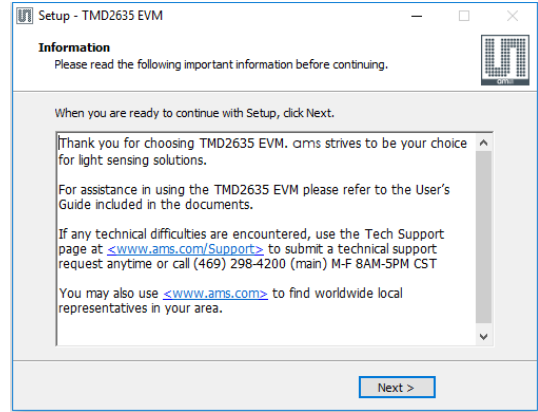 Setup - TMD2635 EVM
Information
Please read the following important information before continuing.
am
When you are ready to continue with Setup, click Next.
Thank you for choosing TMD2635 EVM. ams strives to be your choice
for light sensing solutions.
For assistance in using the TMD2635 EVM please refer to the User's
Guide included in the documents.
If any technical difficulties are encountered, use the Tech Support
page at <www.ams.com/Support> to submit a technical support
request anytime or call (469) 298-4200 (main) M-F 8AM-5PM CST
You may also use <www.ams.com> to find worldwide local
representatives in your area.
Next >